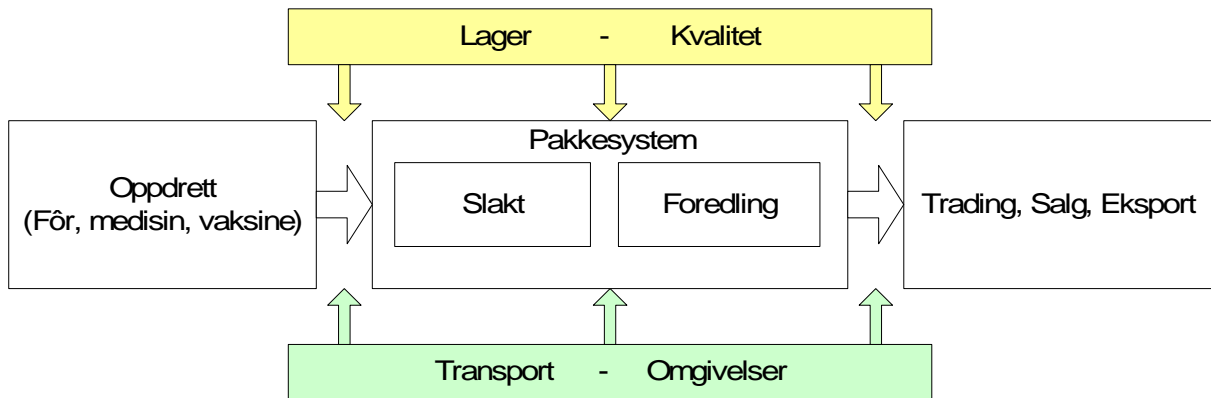 Lager - Kvalitet
Pakkesystem
Oppdrett
(Fôr, medisin, vaksine)
Slakt
Foredling
Trading, Salg, Eksport
Transport - Omgivelser